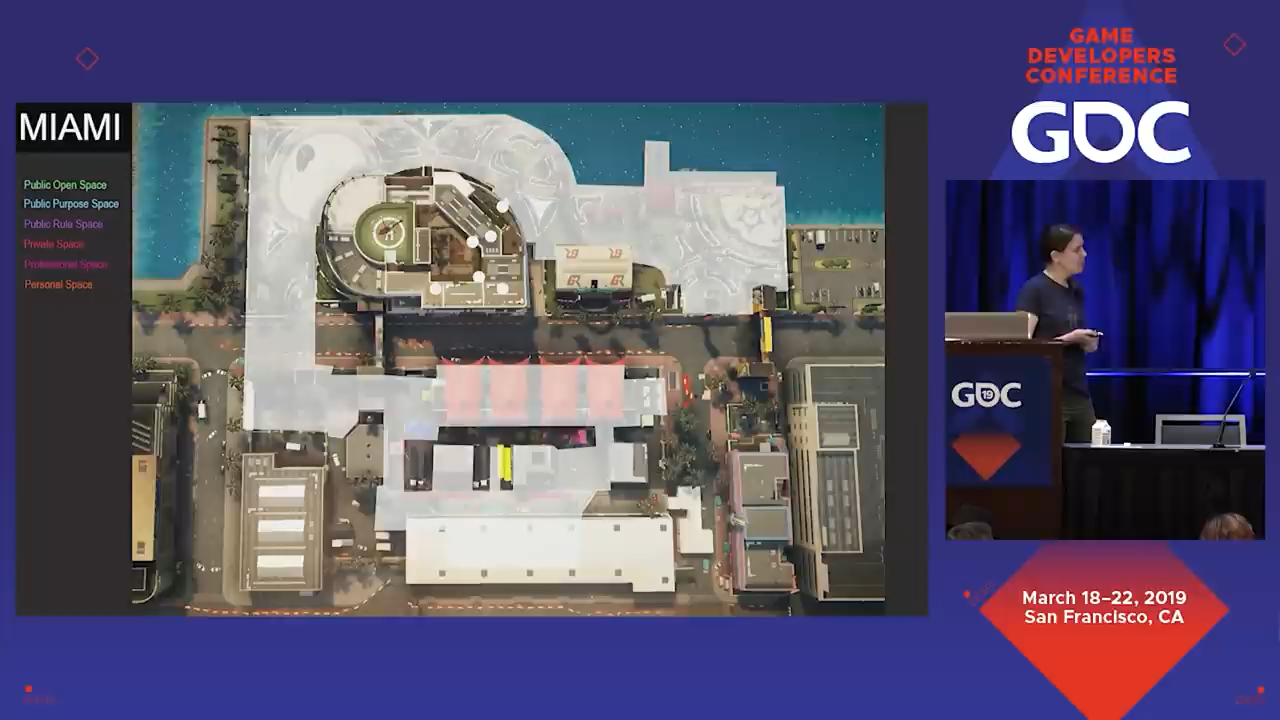 GAME
DEVELOPERS
CONFERENCE
GDC
MIAMI
Public Open Space
Public Purpose Space
Public Rule Space
Private Space
Professional Space
Personal Space
GDC
19
March 18–22, 2019
San Francisco, CA